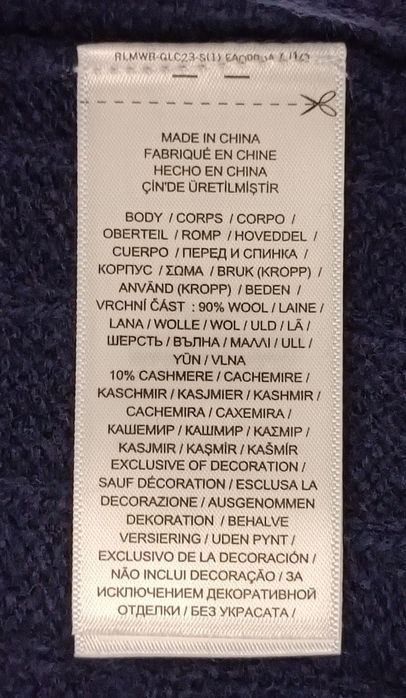 RLMWR-GLC23-S(1)
MADE IN CHINA
FABRIQUÉ EN CHINE
HECHO EN CHINA
ÇİN'DE ÜRETİLMİŞTİR
BODY / CORPS / CORPO /
OBERTEIL / ROMP / HOVEDDEL /
CUERPO / ПЕРЕД И СПИНКА /
КОРПУС / ΣΩΜΑ / BRUK (KROPP) /
ANVÄND (KROPP) / BEDEN /
VRCHNÍ ČÁST : 90% WOOL / LAINE /
LANA / WOLLE / WOL / ULD / LÃ /
ШЕРСТЬ / ВЪЛНА / ΜΑΛΛΙ / ULL /
YÜN / VLNA
10% CASHMERE / CACHEMIRE /
KASCHMIR / KASJMIER / KASHMIR /
CACHEMIRA / CAXEMIRA /
КАШЕМИР / КАШМИР / ΚΑΣΜΙΡ /
KASJMIR / KAŞMİR / KAŠMÍR
EXCLUSIVE OF DECORATION /
SAUF DÉCORATION / ESCLUSA LA
DECORAZIONE / AUSGENOMMEN
DEKORATION / BEHALVE
VERSIERING / UDEN PYNT /
EXCLUSIVO DE LA DECORACIÓN /
NÃO INCLUI DECORAÇÃO / ЗА
ИСКЛЮЧЕНИЕМ ДЕКОРАТИВНОЙ
ОТДЕЛКИ / БЕЗ УКРАСАТА /